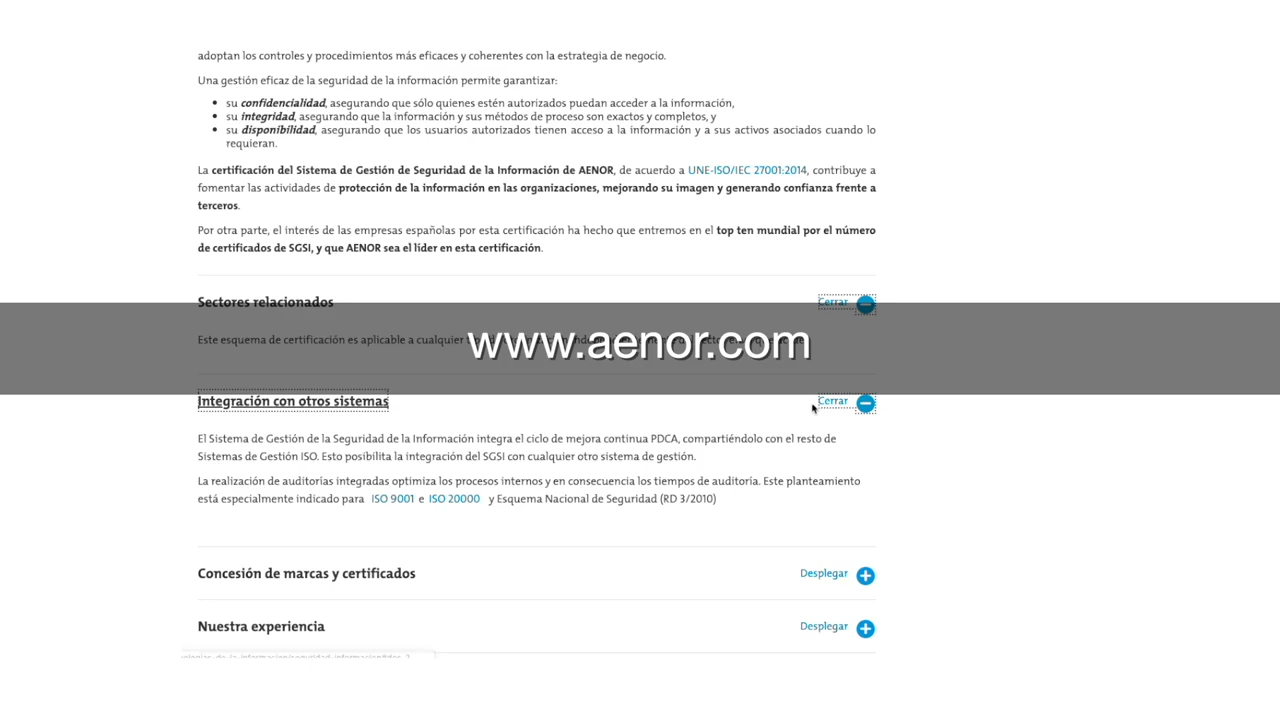 adoptan los controles y procedimientos más eficaces y coherentes con la estrategia de negocio.
Una gestión eficaz de la seguridad de la información permite garantizar:
su confidencialidad, asegurando que sólo quienes estén autorizados puedan acceder a la información,
su integridad, asegurando que la información y sus métodos de proceso son exactos y completos, y
su disponibilidad, asegurando que los usuarios autorizados tienen acceso a la información y a sus activos asociados cuando lo
requieran.
La certificación del Sistema de Gestión de Seguridad de la Información de AENOR, de acuerdo a UNE-ISO/IEC 27001:2014, contribuye a
fomentar las actividades de protección de la información en las organizaciones, mejorando su imagen y generando confianza frente a
terceros.
Por otra parte, el interés de las empresas españolas por esta certificación ha hecho que entremos en el top ten mundial por el número
de certificados de SGSI, y que AENOR sea el líder en esta certificación.
Sectores relacionados Cerrar
Este esquema de certificación es aplicable a cualquier
www.aenor.com
Integración con otros sistemas Cerrar
El Sistema de Gestión de la Seguridad de la Información integra el ciclo de mejora continua PDCA, compartiéndolo con el resto de
Sistemas de Gestión ISO. Esto posibilita la integración del SGSI con cualquier otro sistema de gestión.
La realización de auditorías integradas optimiza los procesos internos y en consecuencia los tiempos de auditoría. Este planteamiento
está especialmente indicado para ISO 9001 e ISO 20000 y Esquema Nacional de Seguridad (RD 3/2010)
Concesión de marcas y certificados Desplegar
Nuestra experiencia Desplegar